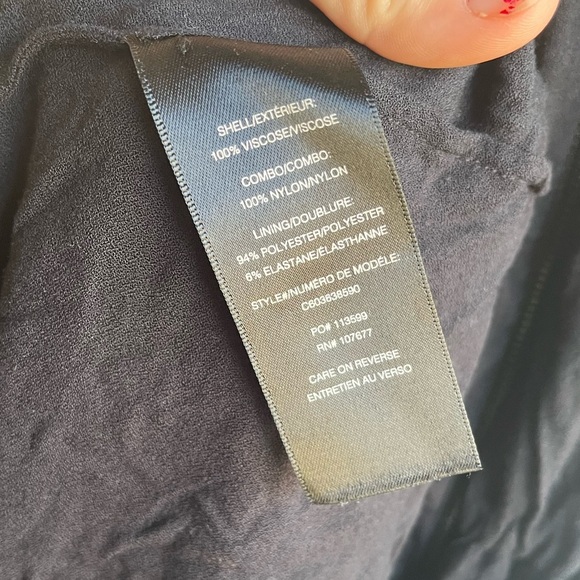 SHELL/EXTÉRIEUR:
100% VISCOSE/VISCOSE
COMBO/COMBO:
100% NYLON/NYLON
LINING/DOUBLURE:
94% POLYESTER/POLYESTER
6% ELASTANE/ÉLASTHANNE
STYLE#/NUMÉRO DE MODÈLE:
C603838590
PO# 113599
RN# 107677
CARE ON REVERSE
ENTRETIEN AU VERSO